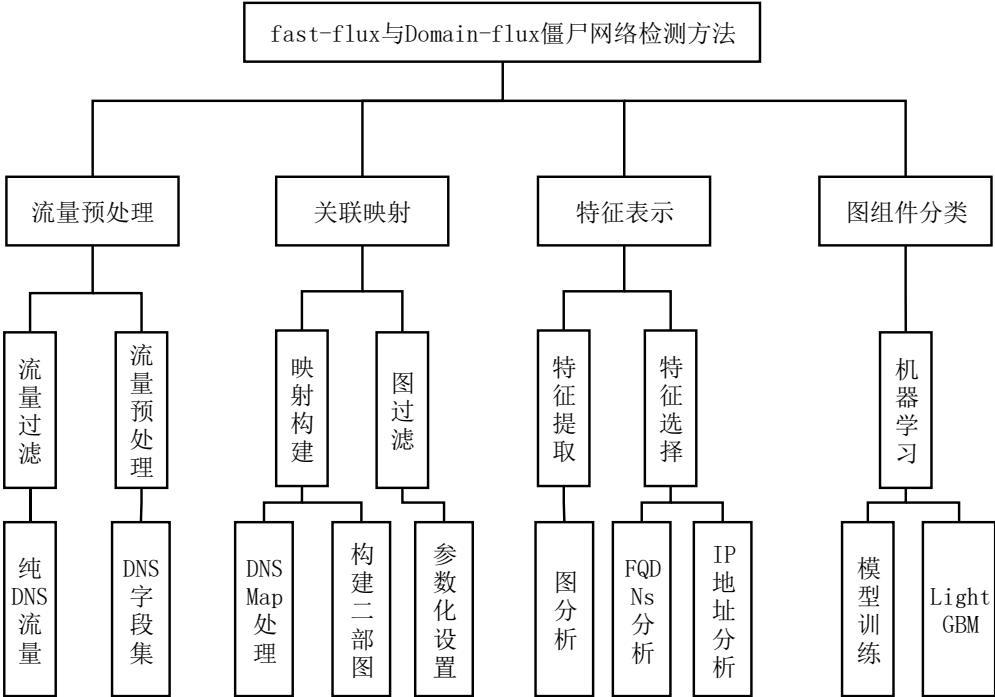 fast-flux与Domain-flux僵尸网络检测方法
流量预处理
关联映射
特征表示
图组件分类
流量过滤
流量预处理
映射构建
图过滤
特征提取
特征选择
机器学习
纯DNS流量
DNS字段集
DNSMap处理
构建二部图
参数化设置
图分析
FQDNs分析
IP地址分析
模型训练
Light
GBM